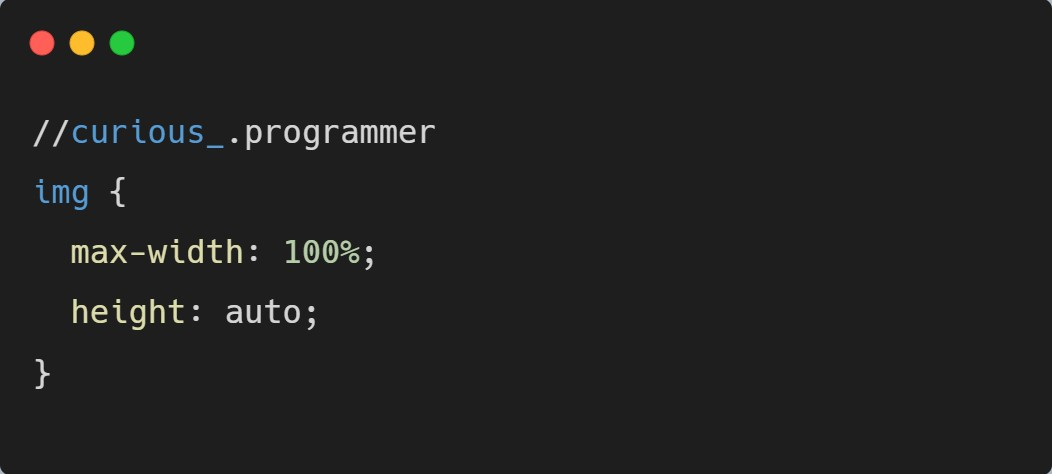 //curious_.programmer
img {
  max-width: 100%;
  height: auto;
}